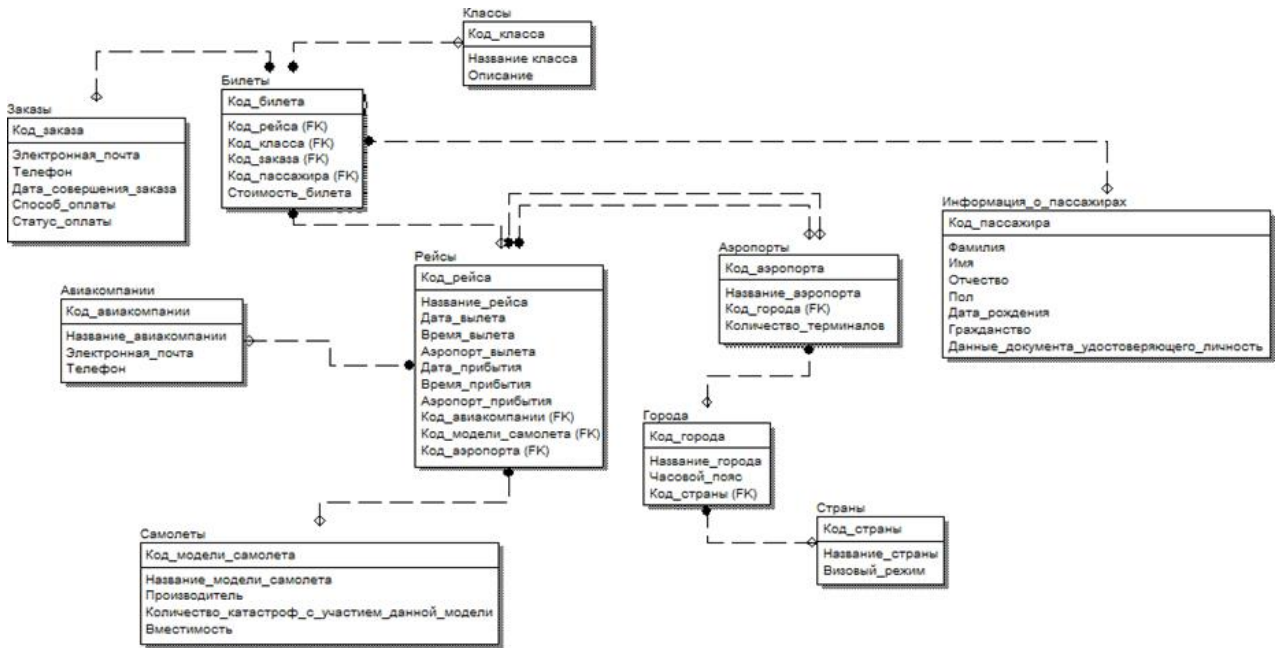 Классы
Код_класса
Название класса
Описание
Билеты
Код_билета
Код_рейса (FK)
Код_класса (FK)
Код_заказа (FK)
Код_пассажира (FK)
Стоимость_билета
Заказы
Код_заказа
Электронная_почта
Телефон
Дата_совершения_заказа
Способ_оплаты
Статус_оплаты
Информация_о_пассажирах
Код_пассажира
Фамилия
Имя
Отчество
Пол
Дата_рождения
Гражданство
Данные_документа_удостоверяющего_личность
Аэропорты
Код_аэропорта
Название_аэропорта
Код_города (FK)
Количество_терминалов
Рейсы
Код_рейса
Название_рейса
Дата_вылета
Время_вылета
Аэропорт_вылета
Дата_прибытия
Время_прибытия
Аэропорт_прибытия
Код_авиакомпании (FK)
Код_модели_самолета (FK)
Код_аэропорта (FK)
Авиакомпании
Код_авиакомпании
Название_авиакомпании
Электронная_почта
Телефон
Города
Код_города
Название_города
Часовой_пояс
Код_страны (FK)
Страны
Код_страны
Название_страны
Визовый_режим
Самолеты
Код_модели_самолета
Название_модели_самолета
Производитель
Количество_катастроф_с_участием_данной_модели
Вместимость